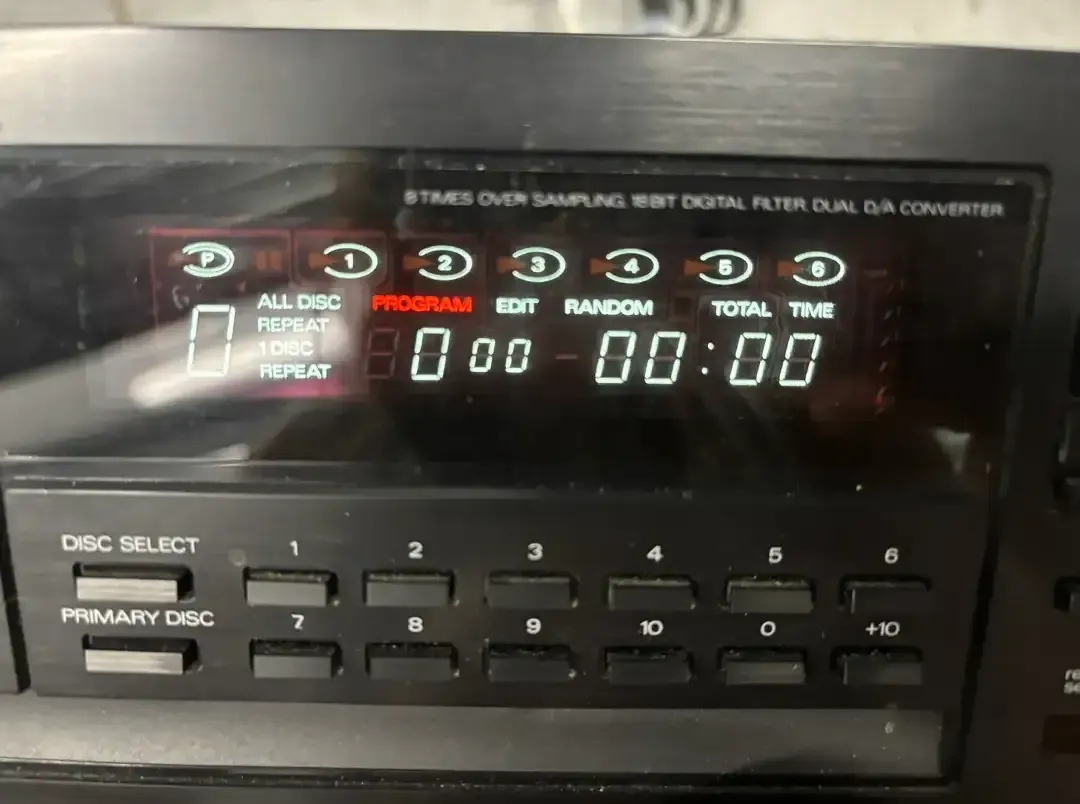 8 TIMES OVER SAMPLING, 18 BIT DIGITAL FILTER DUAL D/A CONVERTER
P 1 2 3 4 5 6
ALL DISC PROGRAM EDIT RANDOM TOTAL TIME
REPEAT
1 DISC
REPEAT
0 0 00 - 00:00
DISC SELECT 1 2 3 4 5 6
PRIMARY DISC 7 8 9 10 0 +10